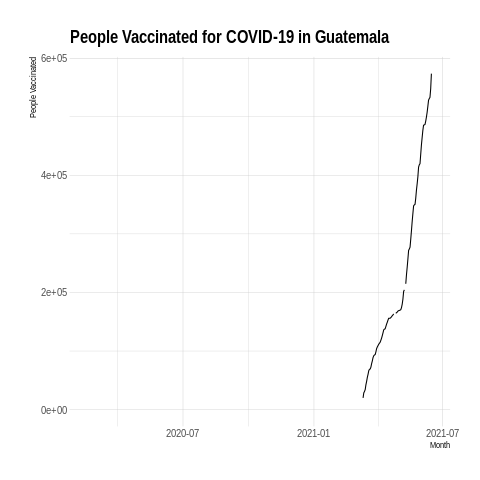 People Vaccinated for COVID-19 in Guatemala
People Vaccinated
6e+05
4e+05
2e+05
0e+00
2020-07
2021-01
2021-07
Month